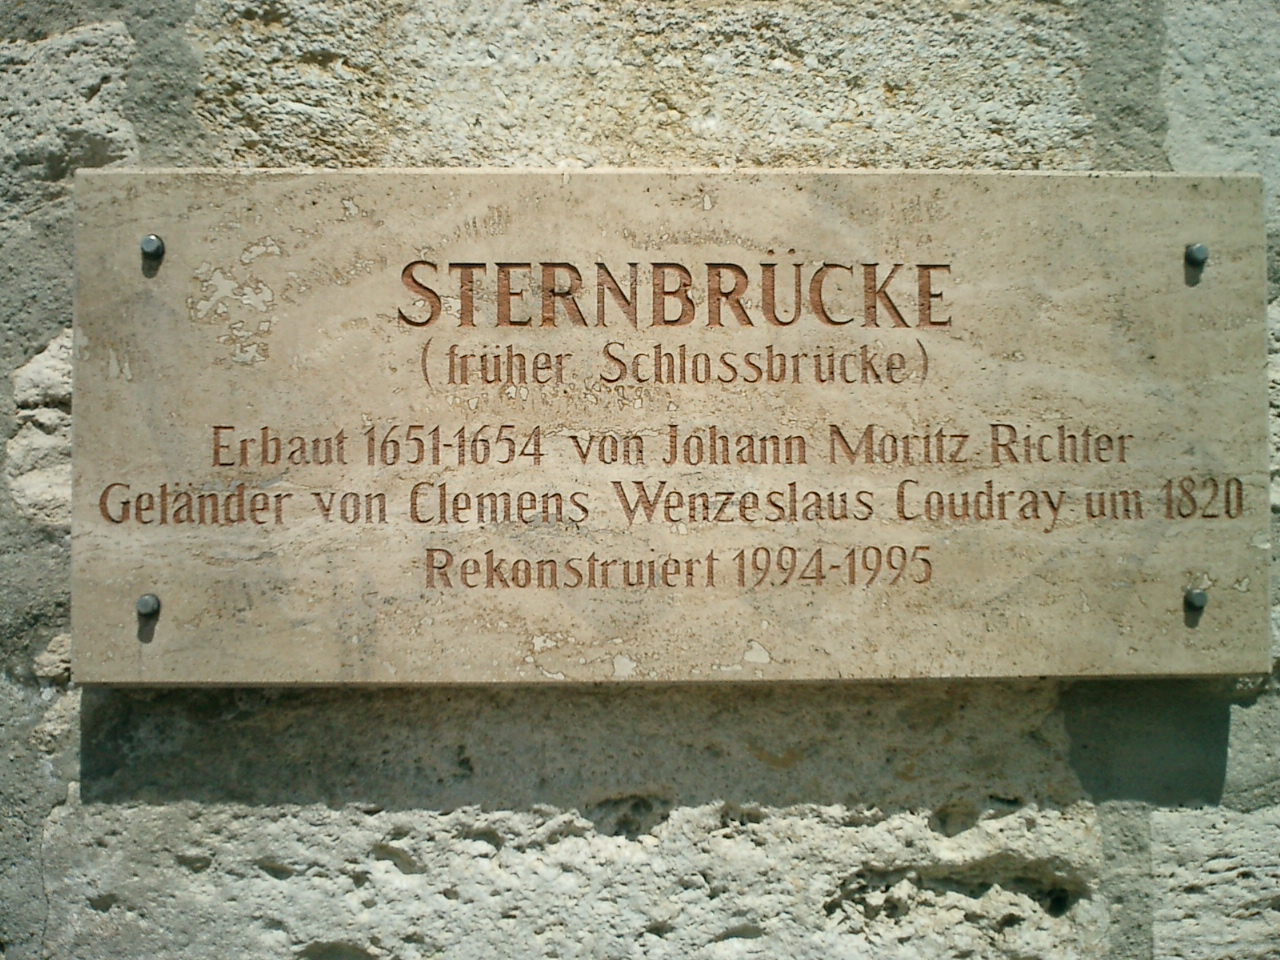 STERNBRÜCKE
(früher Schlossbrücke)
Erbaut 1651-1654 von Johann Moritz Richter
Geländer von Clemens Wenzeslaus Coudray um 1820
Rekonstruiert 1994-1995